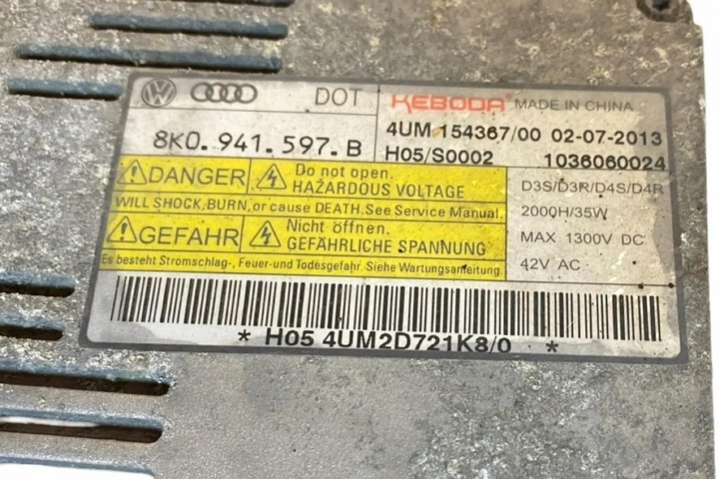 DOT KEBODA MADE IN CHINA
8K0.941.597.B
4UM 154367/00 02-07-2013
H05/S0002 1036060024
DANGER Do not open.
HAZARDOUS VOLTAGE
WILL SHOCK, BURN, or cause DEATH. See Service Manual.
GEFAHR Nicht öffnen.
GEFÄHRLICHE SPANNUNG
Es besteht Stromschlag-, Feuer-und Todesgefahr. Siehe Wartungsanleitung.
D3S/D3R/D4S/D4R
2000H/35W
MAX 1300V DC
42V AC
* H05 4UM2D721K8/0 *